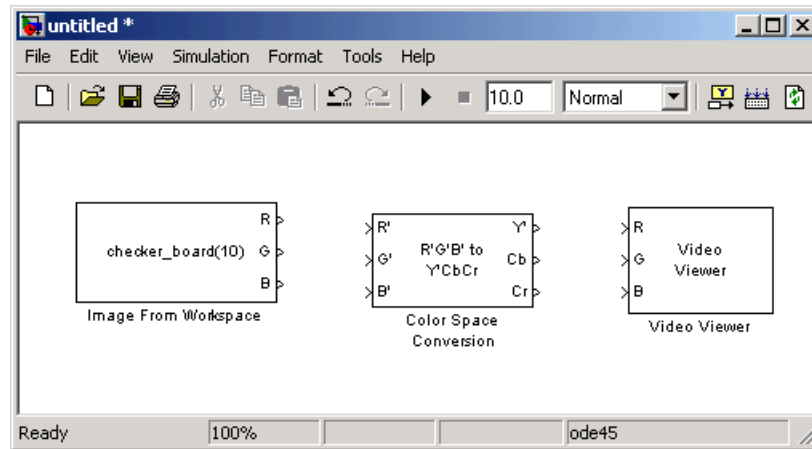 untitled *
File Edit View Simulation Format Tools Help
10.0 Normal
R
checker_board(10) G
B
Image From Workspace
R' Y'
G' R'G'B' to Y'CbCr Cb
B' Cr
Color Space
Conversion
R
G Video Viewer
B
Video Viewer
Ready 100% ode45